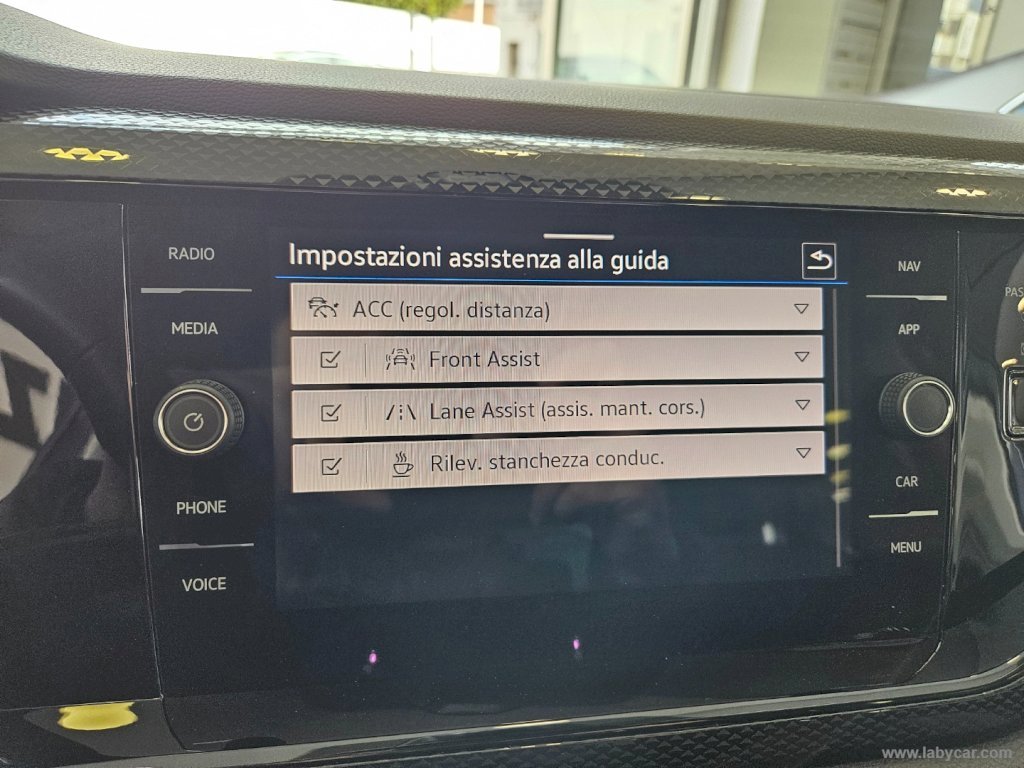 Impostazioni assistenza alla guida
ACC (regol. distanza)
Front Assist
Lane Assist (assis. mant. cors.)
Rilev. stanchezza conduc.
RADIO
MEDIA
PHONE
VOICE
NAV
APP
CAR
MENU
PAS
www.labycar.com